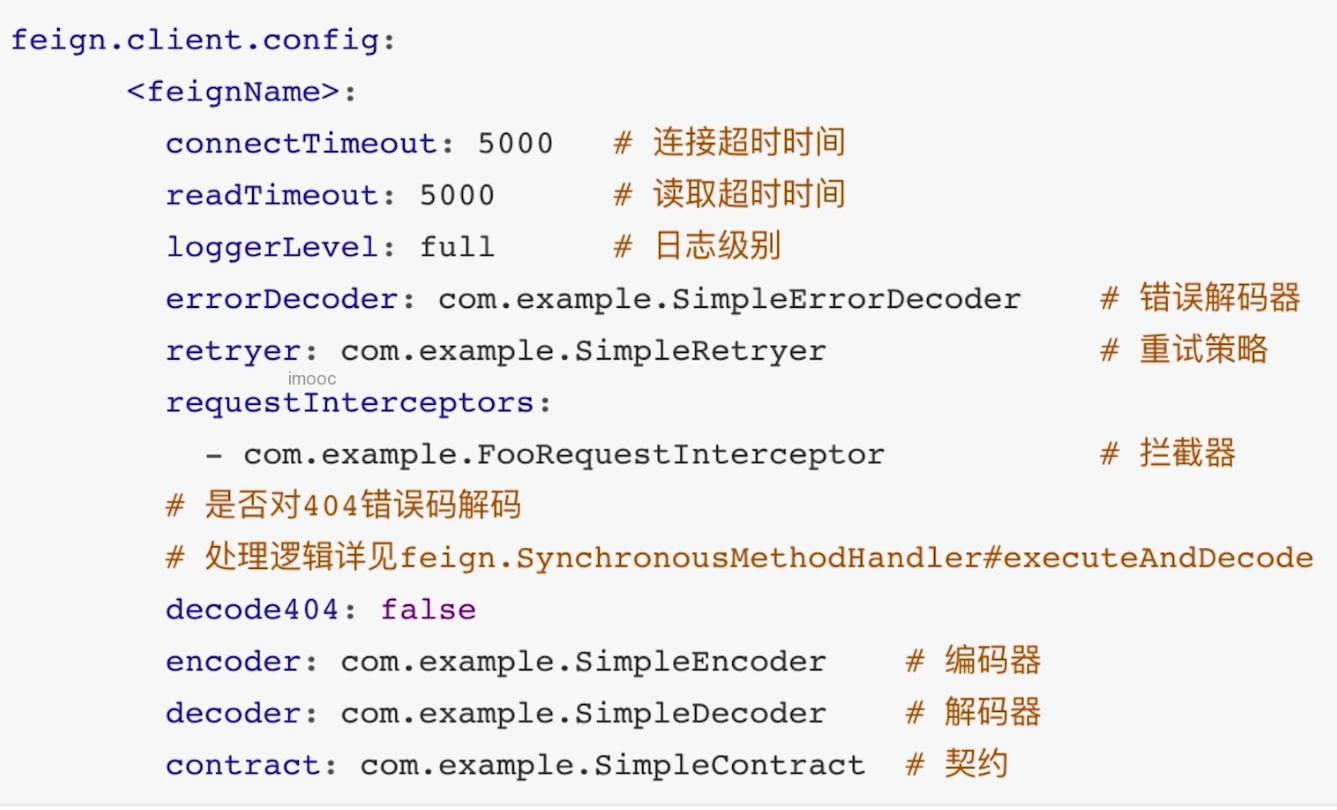 feign.client.config:
<feignName>:
connectTimeout: 5000 # 连接超时时间
readTimeout: 5000 # 读取超时时间
loggerLevel: full # 日志级别
errorDecoder: com.example.SimpleErrorDecoder # 错误解码器
retryer: com.example.SimpleRetryer # 重试策略
imooc
requestInterceptors:
- com.example.FooRequestInterceptor # 拦截器
# 是否对404错误码解码
# 处理逻辑详见feign.SynchronousMethodHandler#executeAndDecode
decode404: false
encoder: com.example.SimpleEncoder # 编码器
decoder: com.example.SimpleDecoder # 解码器
contract: com.example.SimpleContract # 契约